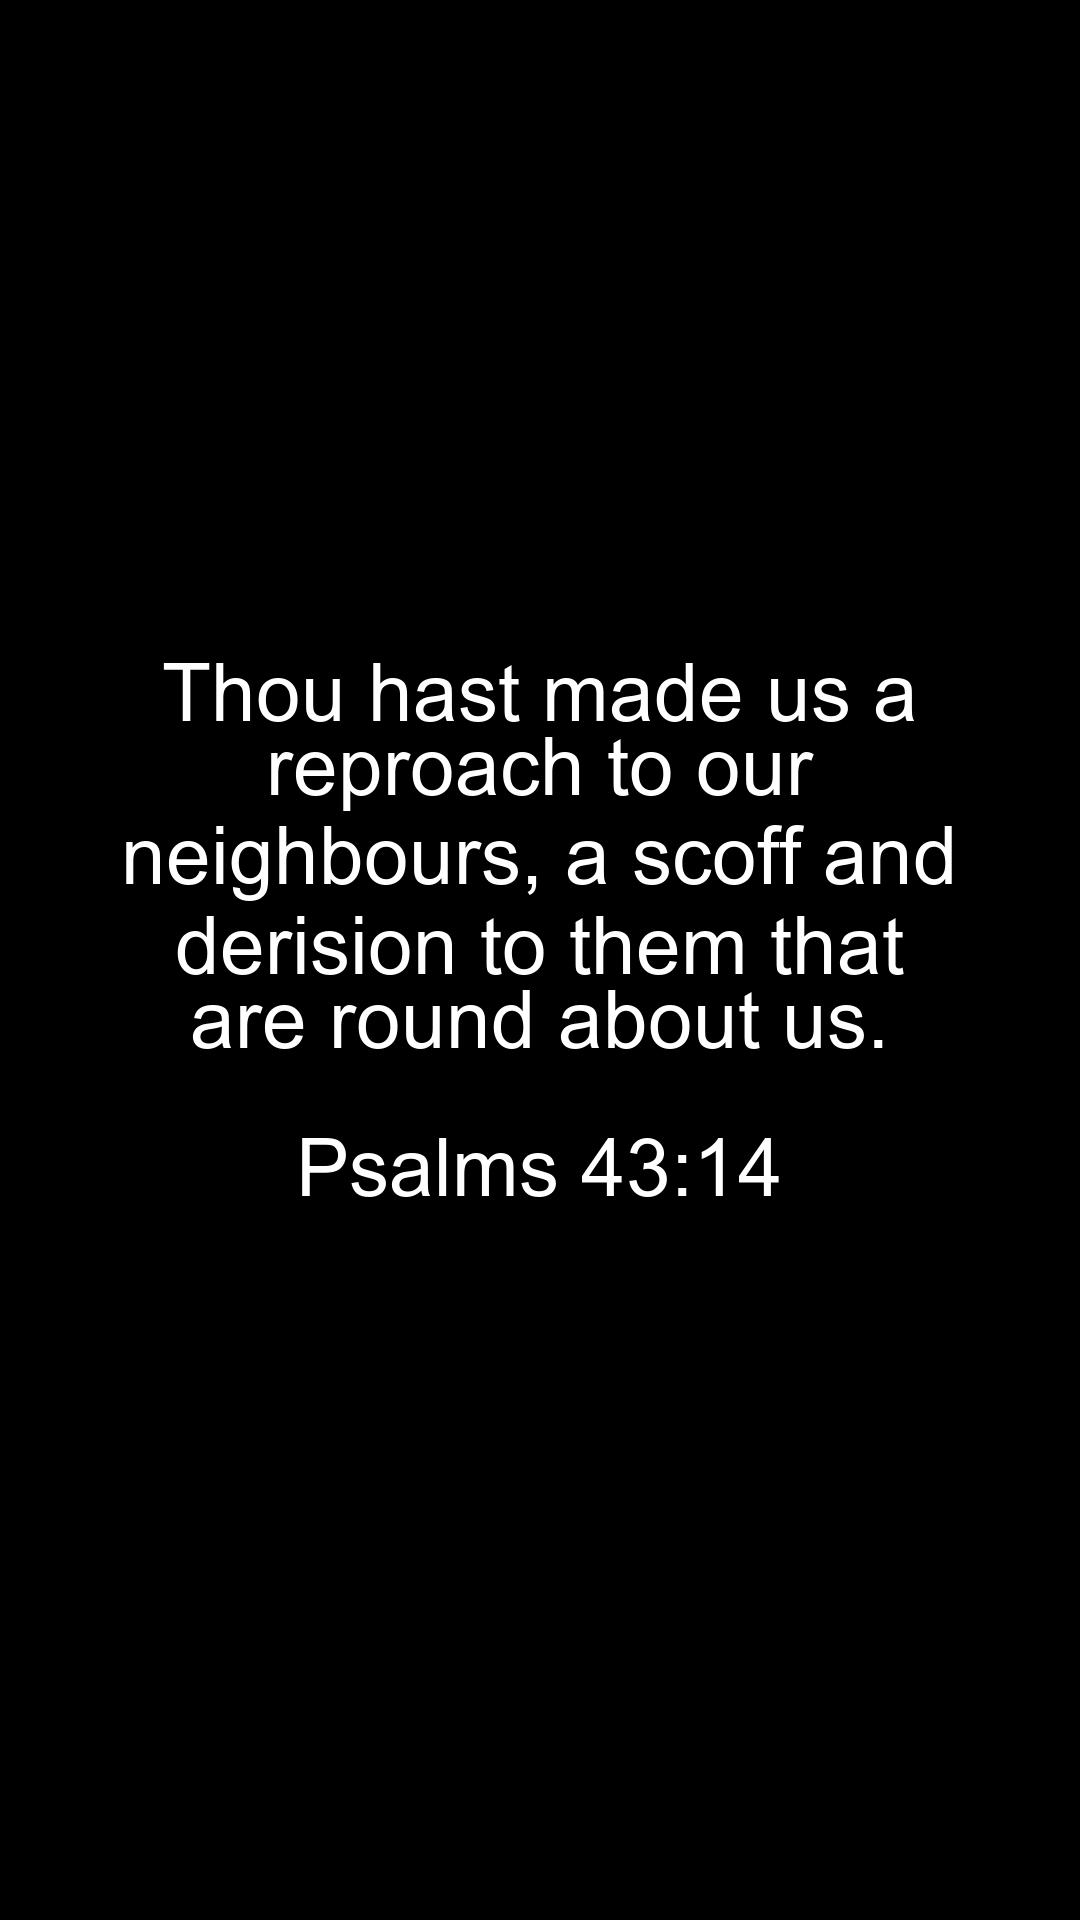 Thou hast made us a
reproach to our
neighbours, a scoff and
derision to them that
are round about us.
Psalms 43:14